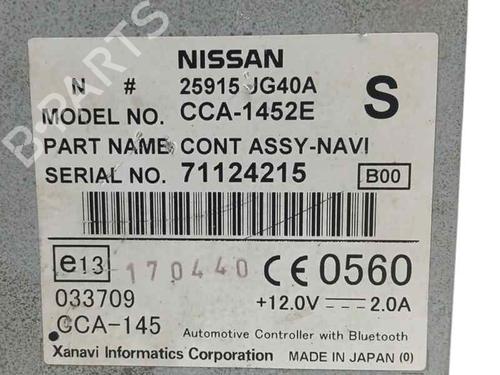 NISSAN
N # 25915 JG40A
MODEL NO. CCA-1452E S
PART NAME CONT ASSY-NAVI
SERIAL NO. 71124215 B00
e13 170440 CE 0560
033709 +12.0V 2.0A
CCA-145 Automotive Controller with Bluetooth
Xanavi Informatics Corporation MADE IN JAPAN (0)
B-PARTS